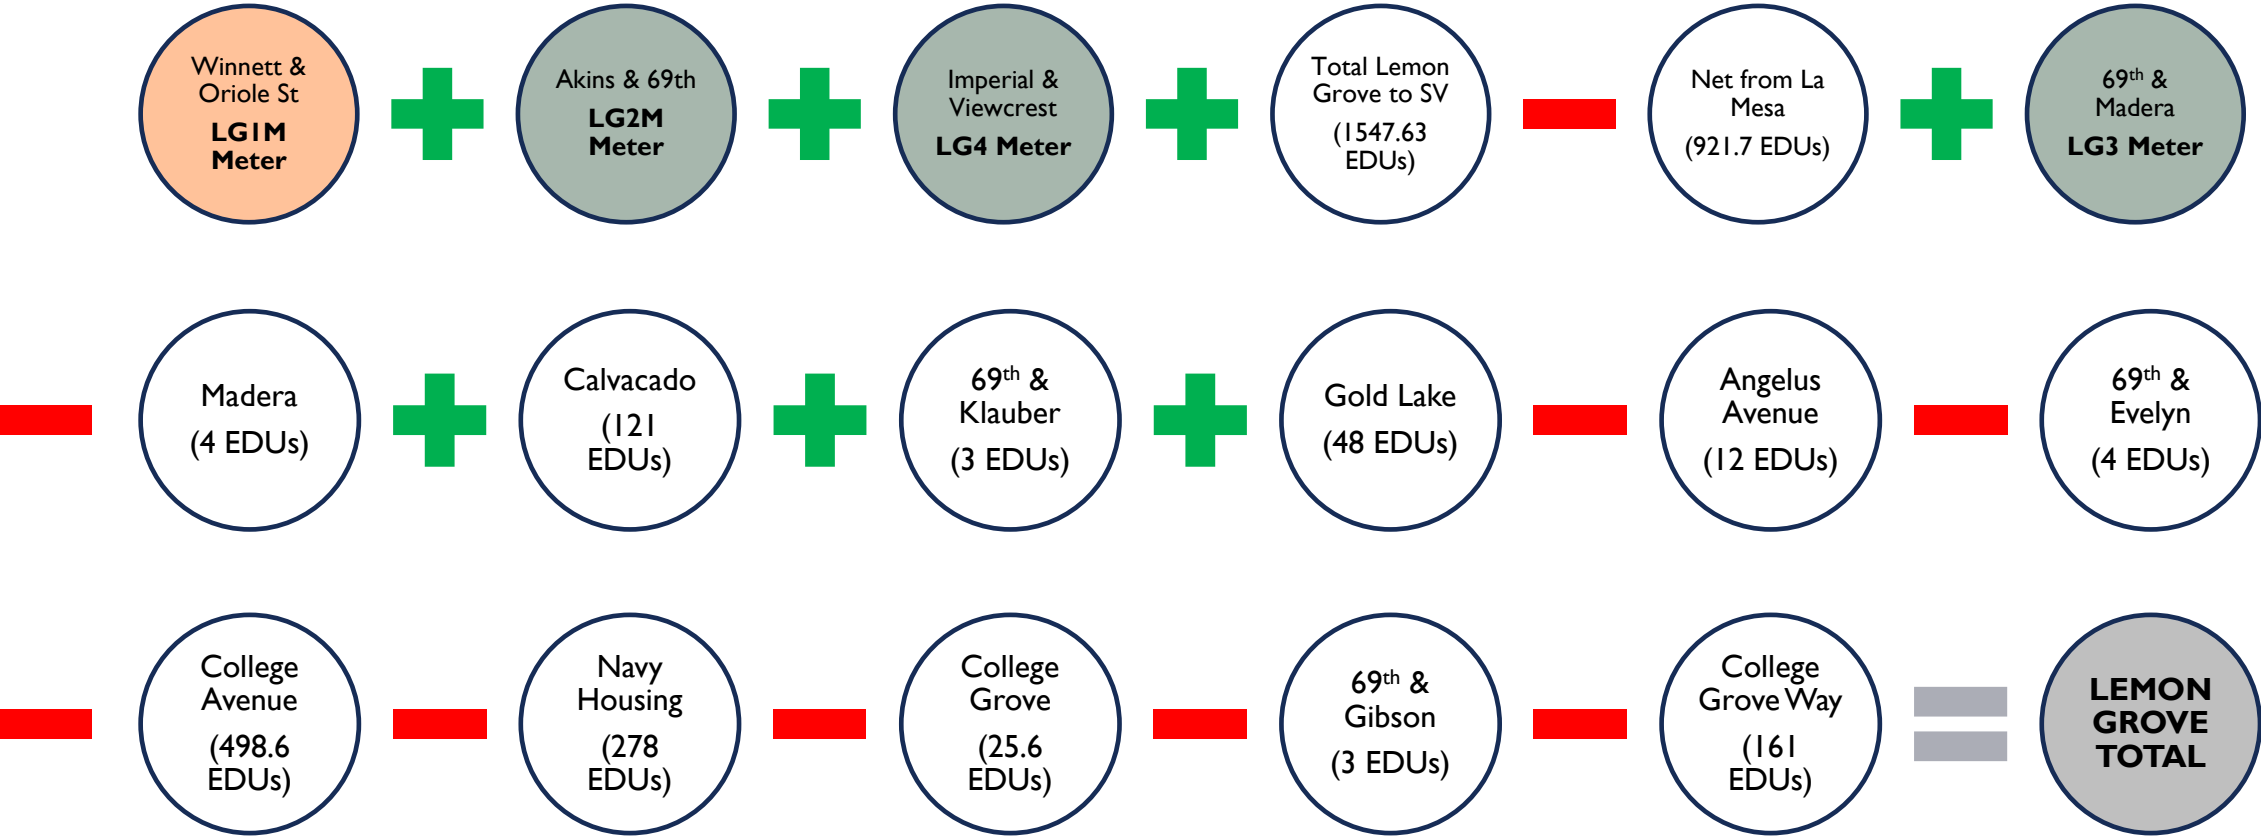 Winnett &
Oriole St
LG1M
Meter
Akins & 69th
LG2M
Meter
Imperial &
Viewcrest
LG4 Meter
Total Lemon
Grove to SV
(1547.63
EDUs)
Net from La
Mesa
(921.7 EDUs)
69th &
Madera
LG3 Meter
Madera
(4 EDUs)
Calvacado
(121
EDUs)
69th &
Klauber
(3 EDUs)
Gold Lake
(48 EDUs)
Angelus
Avenue
(12 EDUs)
69th &
Evelyn
(4 EDUs)
College
Avenue
(498.6
EDUs)
Navy
Housing
(278
EDUs)
College
Grove
(25.6
EDUs)
69th &
Gibson
(3 EDUs)
College
Grove Way
(161
EDUs)
LEMON
GROVE
TOTAL